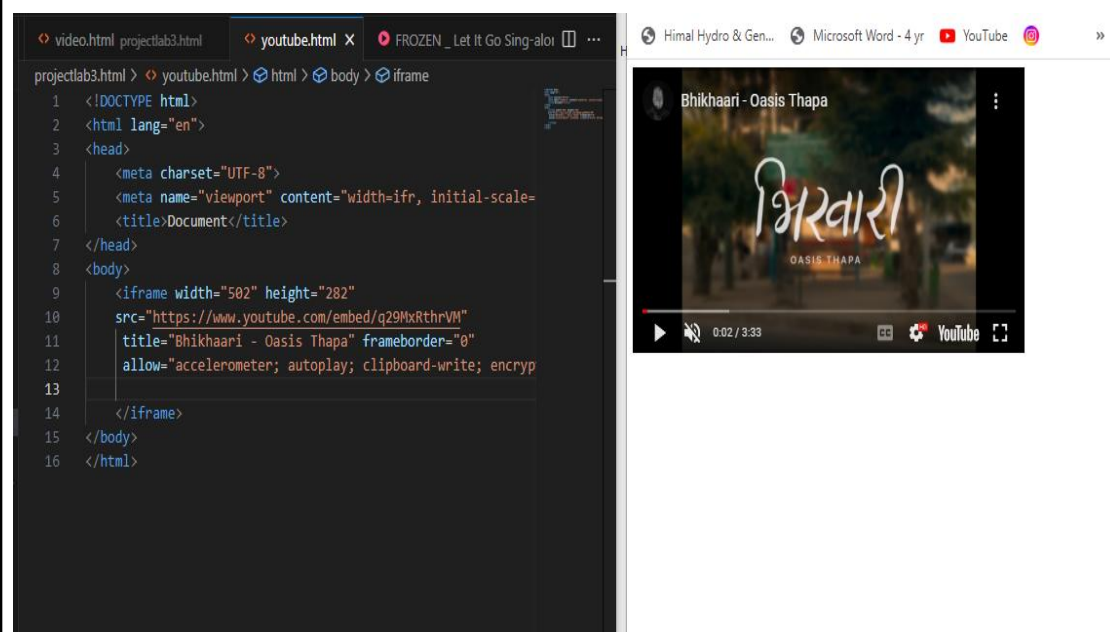 video.html projectlab3.html
youtube.html X
FROZEN _ Let It Go Sing-alo
projectlab3.html > youtube.html > html > body > iframe
1 <!DOCTYPE html>
2 <html lang="en">
3 <head>
4 <meta charset="UTF-8">
5 <meta name="viewport" content="width=ifr, initial-scale=
6 <title>Document</title>
7 </head>
8 <body>
9 <iframe width="502" height="282"
10 src="https://www.youtube.com/embed/q29MxRthrVM"
11 title="Bhikhaari - Oasis Thapa" frameborder="0"
12 allow="accelerometer; autoplay; clipboard-write; encryp
13
14 </iframe>
15 </body>
16 </html>
Himal Hydro & Gen... Microsoft Word - 4 yr YouTube »
Bhikhaari - Oasis Thapa
भिखारी
OASIS THAPA
0:02 / 3:33 CC HD YouTube